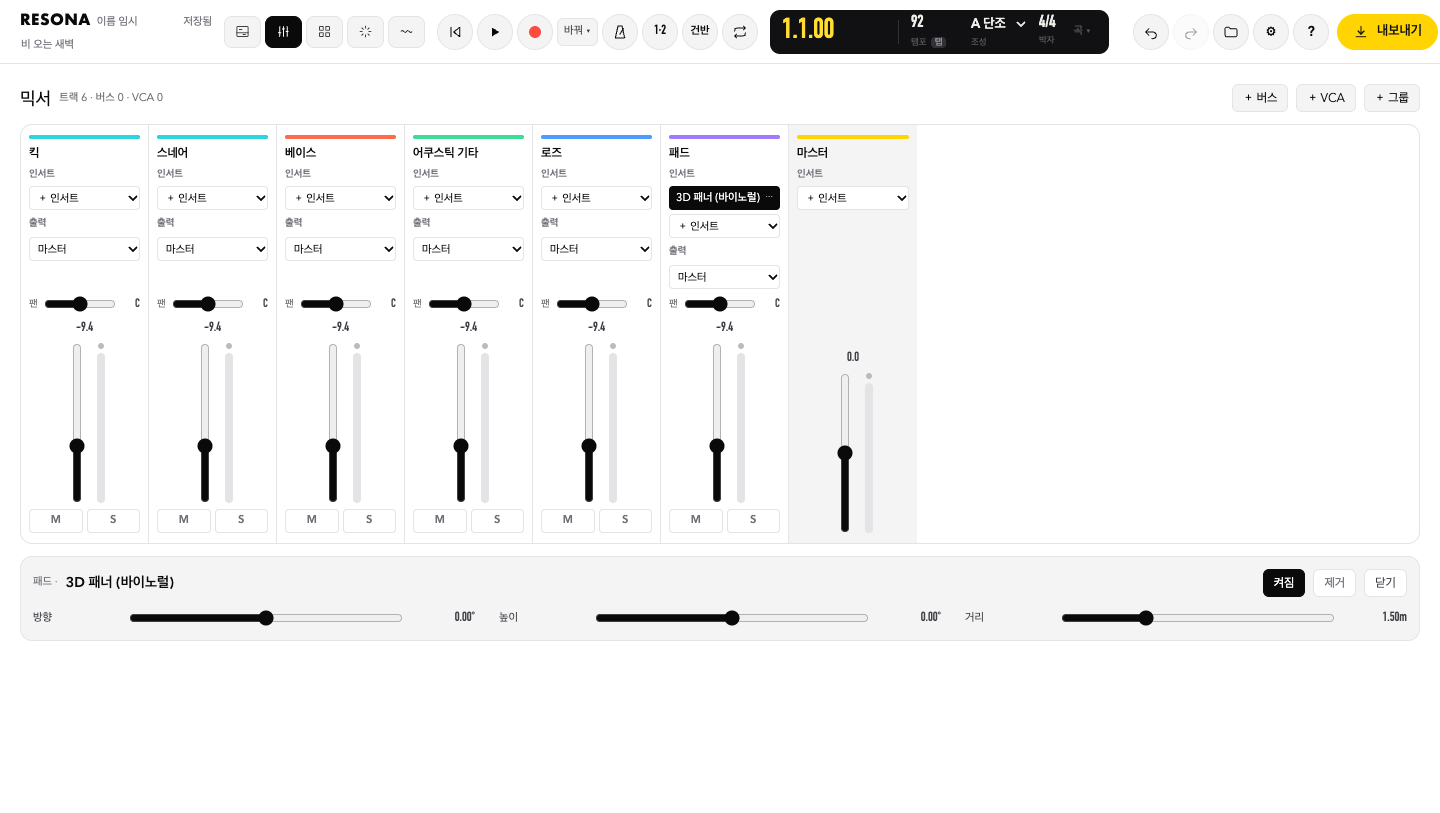 RESONA 이름 임시 저장됨
비 오는 새벽
바꿔 ▾
1·2
건반
1.1.00
92
템포 탭
A 단조
조성
4/4
박자
곡 ▾
?
내보내기
믹서 트랙 6 · 버스 0 · VCA 0
+ 버스 + VCA + 그룹
킥 스네어 베이스 어쿠스틱 기타 로즈 패드 마스터
인서트 인서트 인서트 인서트 인서트 인서트 인서트
+ 인서트 + 인서트 + 인서트 + 인서트 + 인서트 3D 패너 (바이노럴) ··· + 인서트
출력 출력 출력 출력 출력 + 인서트
마스터 마스터 마스터 마스터 마스터 출력
마스터
팬 C 팬 C 팬 C 팬 C 팬 C 팬 C
-9.4 -9.4 -9.4 -9.4 -9.4 -9.4
0.0
M S M S M S M S M S M S
패드 · 3D 패너 (바이노럴) 켜짐 제거 닫기
방향 0.00° 높이 0.00° 거리 1.50m